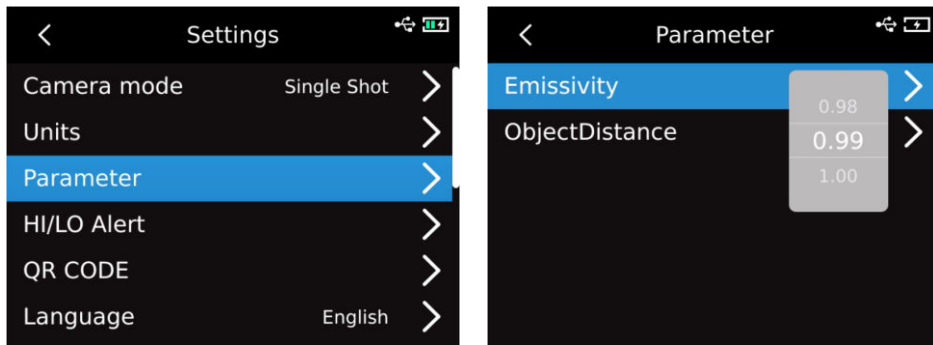 Settings
Camera mode Single Shot
Units
Parameter
HI/LO Alert
QR CODE
Language English
Parameter
Emissivity
0.98
ObjectDistance 0.99
1.00